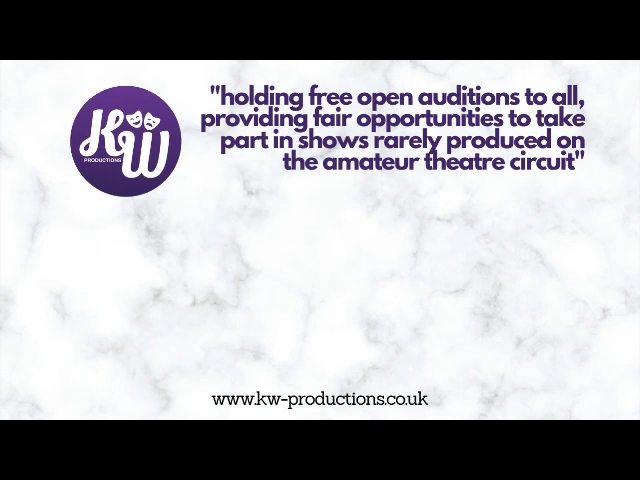 KW
PRODUCTIONS
"holding free open auditions to all,
providing fair opportunities to take
part in shows rarely produced on
the amateur theatre circuit"
www.kw-productions.co.uk